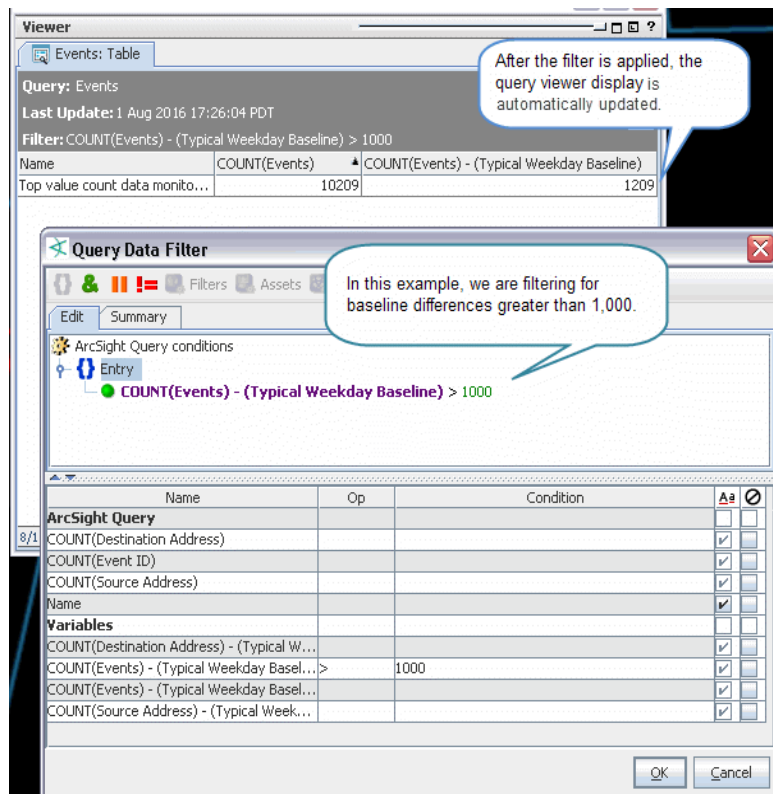 Viewer
?
Events: Table
Query: Events
Last Update: 1 Aug 2016 17:26:04 PDT
Filter: COUNT(Events) - (Typical Weekday Baseline) > 1000
After the filter is applied, the
query viewer display is
automatically updated.
Name COUNT(Events) COUNT(Events) - (Typical Weekday Baseline)
Top value count data monito... 10209 1209
Query Data Filter
{} & != Filters Assets
In this example, we are filtering for
baseline differences greater than 1,000.
Edit Summary
ArcSight Query conditions
{} Entry
COUNT(Events) - (Typical Weekday Baseline) > 1000
Name Op Condition Aa
ArcSight Query
8/1
COUNT(Destination Address)
COUNT(Event ID)
COUNT(Source Address)
Name
Variables
COUNT(Destination Address) - (Typical W...
COUNT(Events) - (Typical Weekday Basel... > 1000
COUNT(Events) - (Typical Weekday Basel...
COUNT(Source Address) - (Typical Week...
OK Cancel